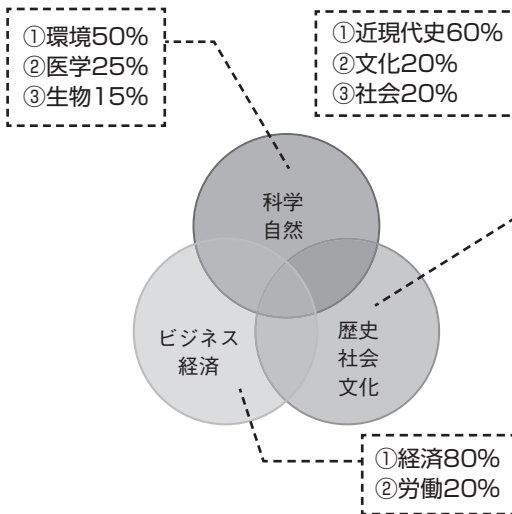 ①環境50%
②医学25%
③生物15%
①近現代史60%
②文化20%
③社会20%
科学
自然
ビジネス
経済
歴史
社会
文化
①経済80%
②労働20%